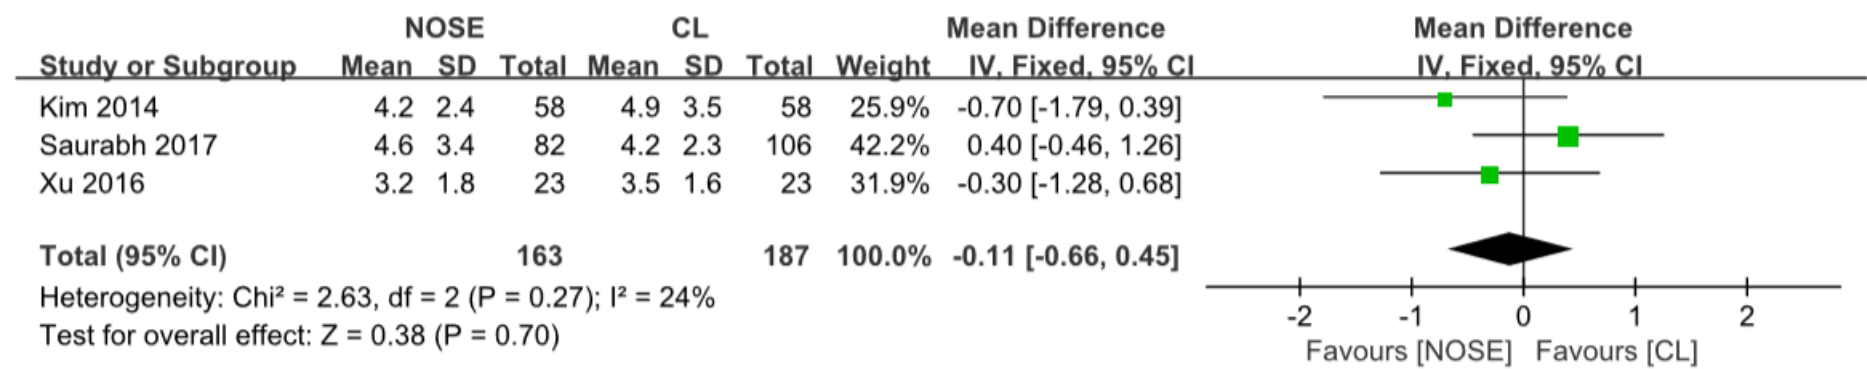 NOSE CL Mean Difference Mean Difference
Study or Subgroup Mean SD Total Mean SD Total Weight IV, Fixed, 95% CI IV, Fixed, 95% CI
Kim 2014 4.2 2.4 58 4.9 3.5 58 25.9% -0.70 [-1.79, 0.39]
Saurabh 2017 4.6 3.4 82 4.2 2.3 106 42.2% 0.40 [-0.46, 1.26]
Xu 2016 3.2 1.8 23 3.5 1.6 23 31.9% -0.30 [-1.28, 0.68]
Total (95% CI) 163 187 100.0% -0.11 [-0.66, 0.45]
Heterogeneity: Chi² = 2.63, df = 2 (P = 0.27); I² = 24%
Test for overall effect: Z = 0.38 (P = 0.70)
-2 -1 0 1 2
Favours [NOSE] Favours [CL]